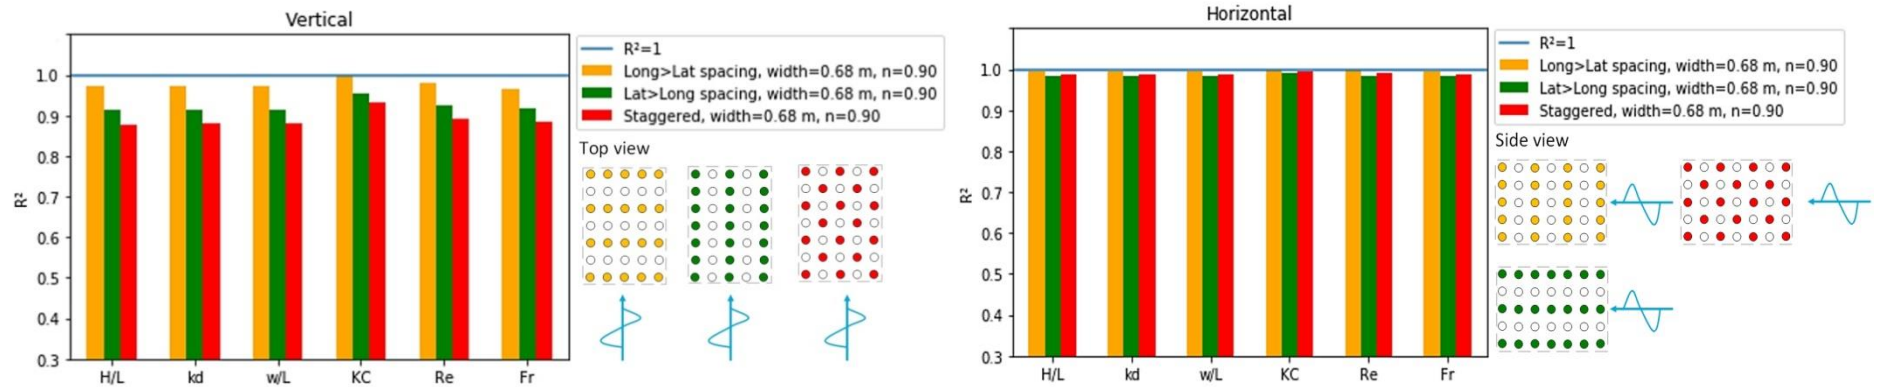 Vertical
R²
1.0
0.9
0.8
0.7
0.6
0.5
0.4
0.3
H/L kd w/L KC Re Fr
R²=1
Long>Lat spacing, width=0.68 m, n=0.90
Lat>Long spacing, width=0.68 m, n=0.90
Staggered, width=0.68 m, n=0.90
Top view
Horizontal
R²
1.0
0.9
0.8
0.7
0.6
0.5
0.4
0.3
H/L kd w/L KC Re Fr
R²=1
Long>Lat spacing, width=0.68 m, n=0.90
Lat>Long spacing, width=0.68 m, n=0.90
Staggered, width=0.68 m, n=0.90
Side view